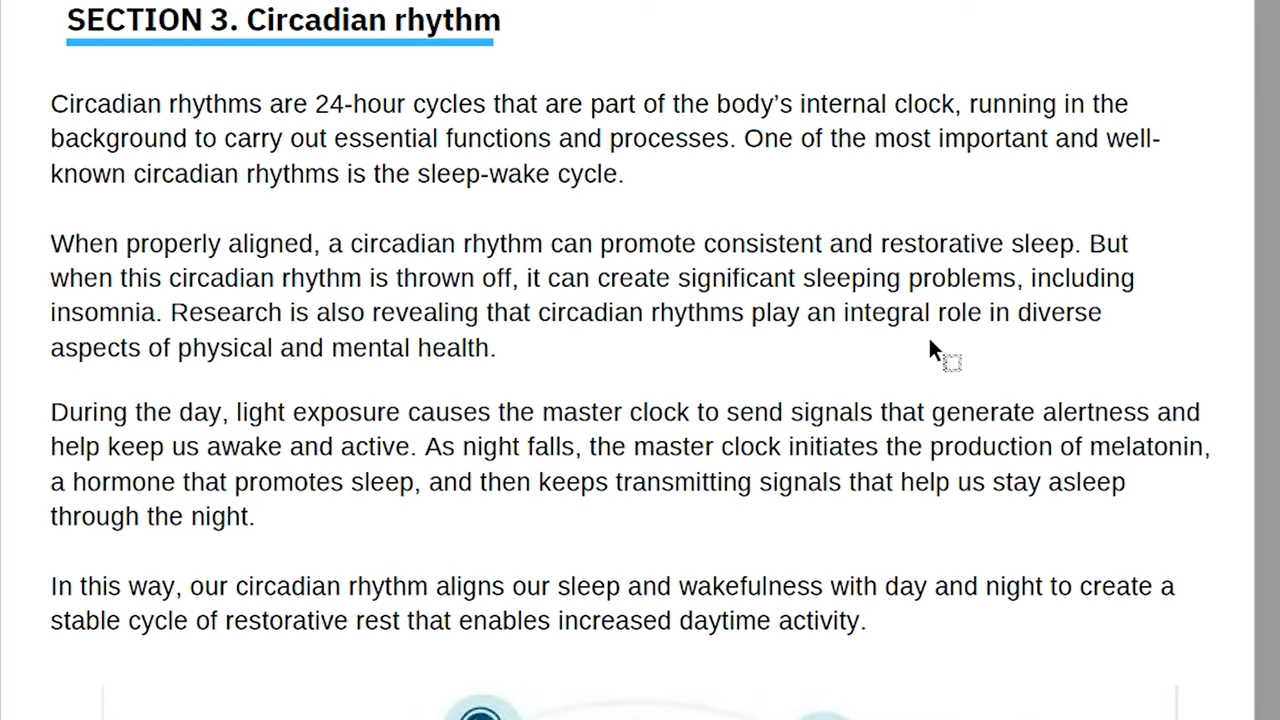 SECTION 3. Circadian rhythm
Circadian rhythms are 24-hour cycles that are part of the body’s internal clock, running in the
background to carry out essential functions and processes. One of the most important and well-
known circadian rhythms is the sleep-wake cycle.
When properly aligned, a circadian rhythm can promote consistent and restorative sleep. But
when this circadian rhythm is thrown off, it can create significant sleeping problems, including
insomnia. Research is also revealing that circadian rhythms play an integral role in diverse
aspects of physical and mental health.
During the day, light exposure causes the master clock to send signals that generate alertness and
help keep us awake and active. As night falls, the master clock initiates the production of melatonin,
a hormone that promotes sleep, and then keeps transmitting signals that help us stay asleep
through the night.
In this way, our circadian rhythm aligns our sleep and wakefulness with day and night to create a
stable cycle of restorative rest that enables increased daytime activity.